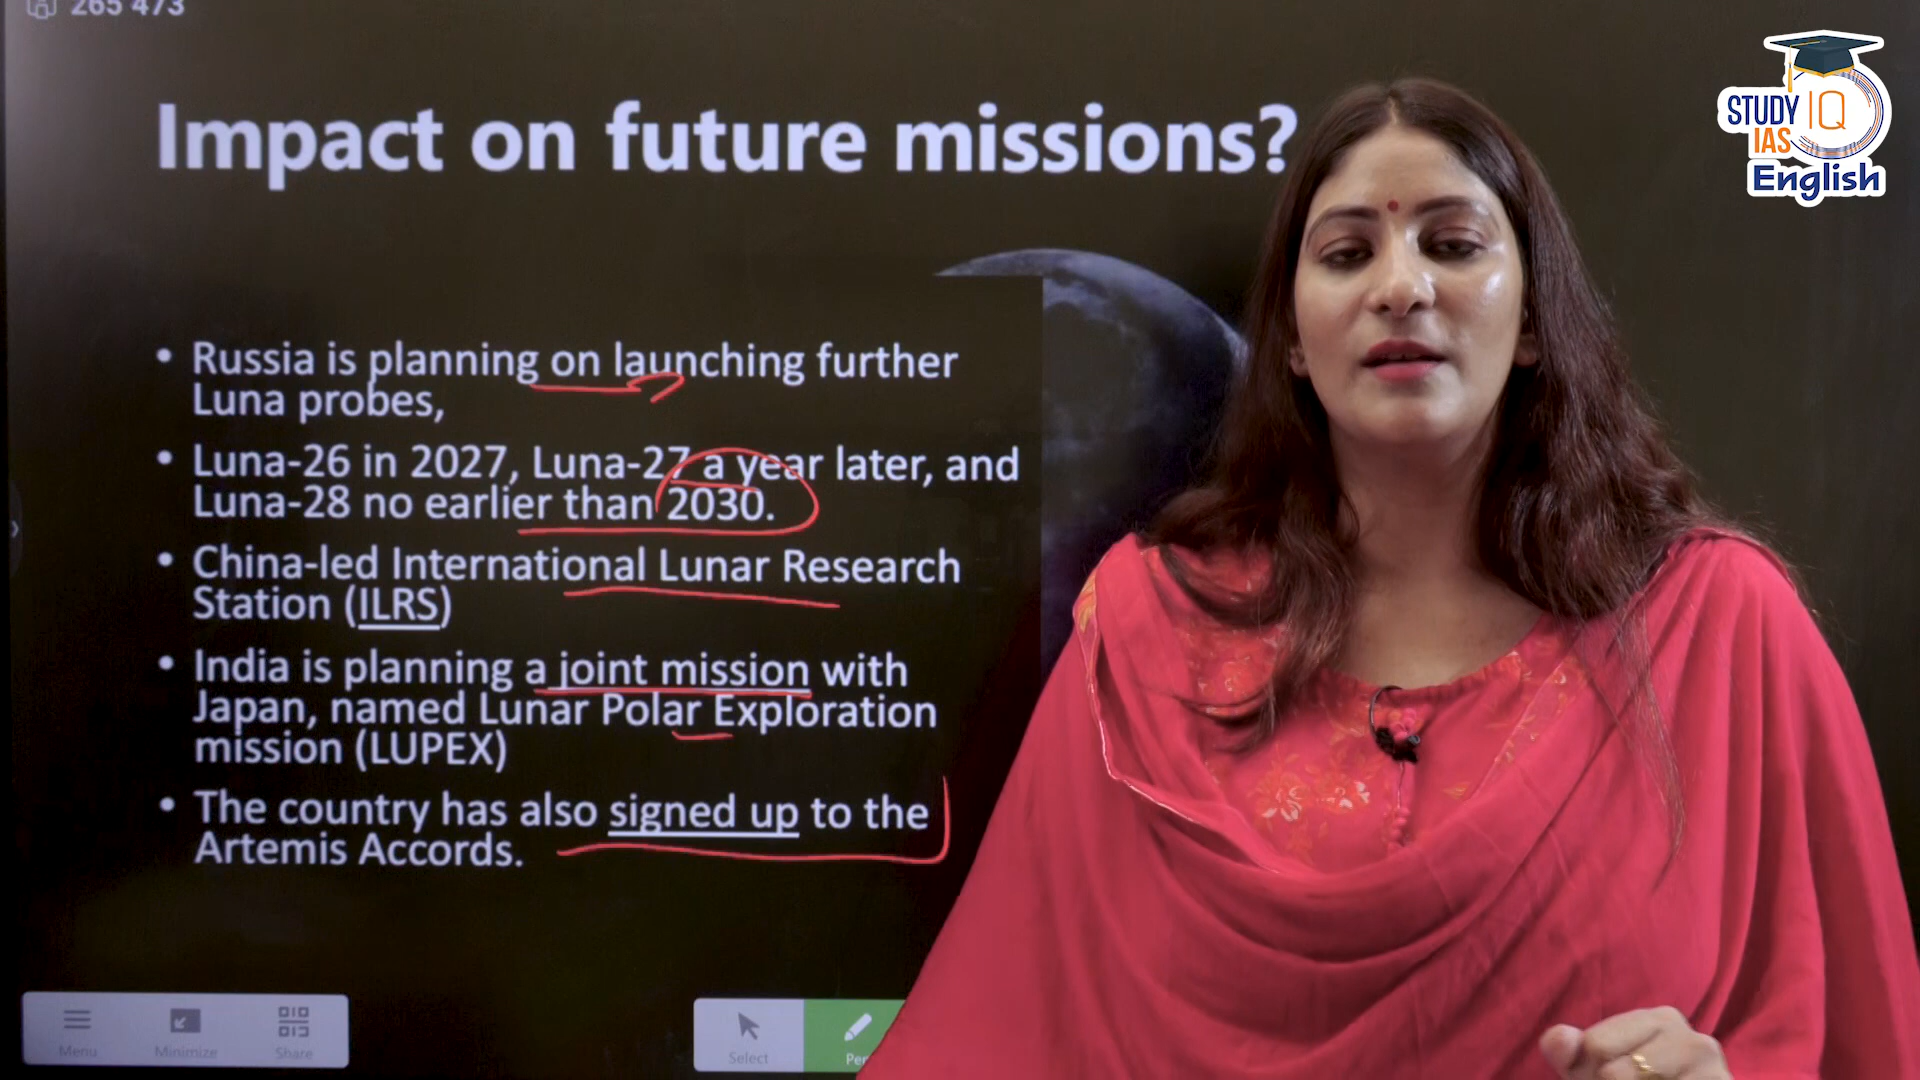 265 473
STUDY IQ
IAS
English
Impact on future missions?
• Russia is planning on launching further
Luna probes,
• Luna-26 in 2027, Luna-27 a year later, and
Luna-28 no earlier than 2030.
• China-led International Lunar Research
Station (ILRS)
• India is planning a joint mission with
Japan, named Lunar Polar Exploration
mission (LUPEX)
• The country has also signed up to the
Artemis Accords.
Menu Minimize Share
Select Pen